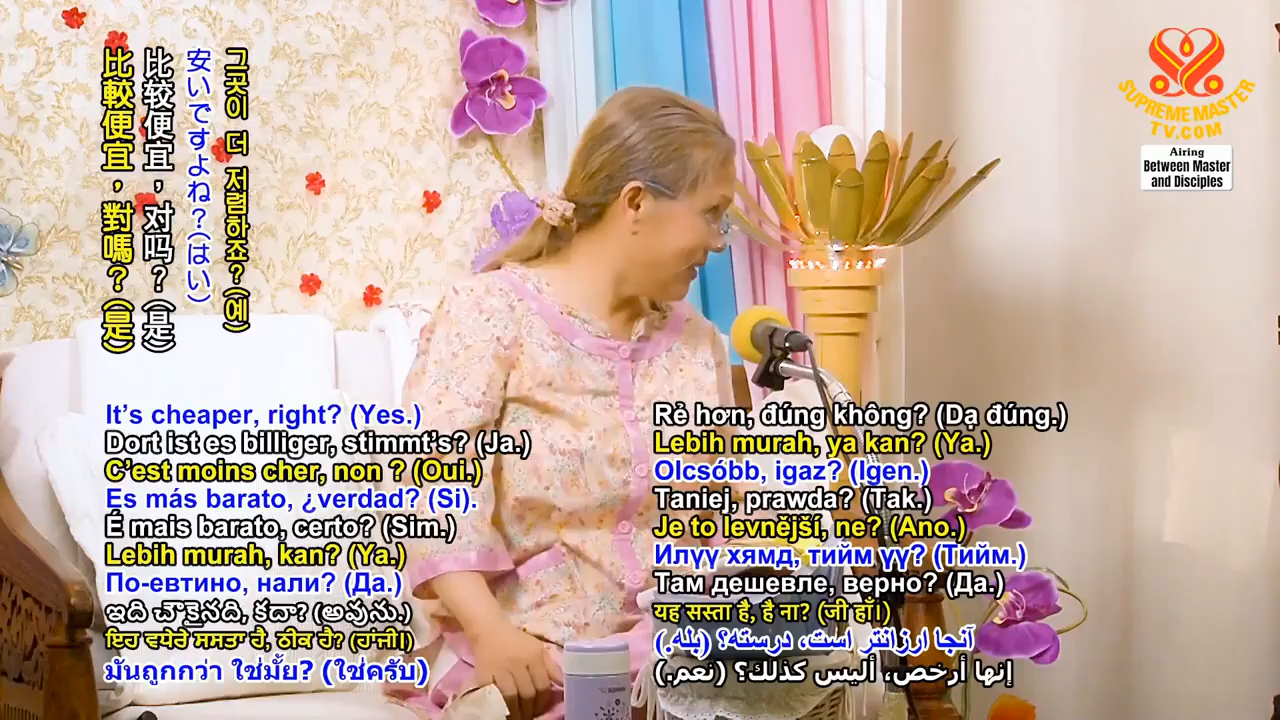 比較便宜，對嗎？（是）
比较便宜，对吗？（是）
安いですよね？（はい）
그곳이 더 저렴하죠？（예）
SUPREME MASTER
TV.COM
Airing
Between Master
and Disciples
It’s cheaper, right? (Yes.)
Dort ist es billiger, stimmt’s? (Ja.)
C’est moins cher, non ? (Oui.)
Es más barato, ¿verdad? (Si).
É mais barato, certo? (Sim.)
Lebih murah, kan? (Ya.)
По-евтино, нали? (Да.)
ఇది చౌకైనది, కదా? (అవును.)
ਇਹ ਵਧੇਰੇ ਸਸਤਾ ਹੈ, ਠੀਕ ਹੈ? (ਹਾਂਜੀ।)
มันถูกกว่า ใช่มั้ย? (ใช่ครับ)
Rẻ hơn, đúng không? (Dạ đúng.)
Lebih murah, ya kan? (Ya.)
Olcsóbb, igaz? (Igen.)
Taniej, prawda? (Tak.)
Je to levnější, ne? (Ano.)
Илүү хямд, тийм үү? (Тийм.)
Там дешевле, верно? (Да.)
यह सस्ता है, है ना? (जी हाँ।)
آنجا ارزانتر است، درسته؟ (بله.)
إنها أرخص، أليس كذلك؟ (نعم.)